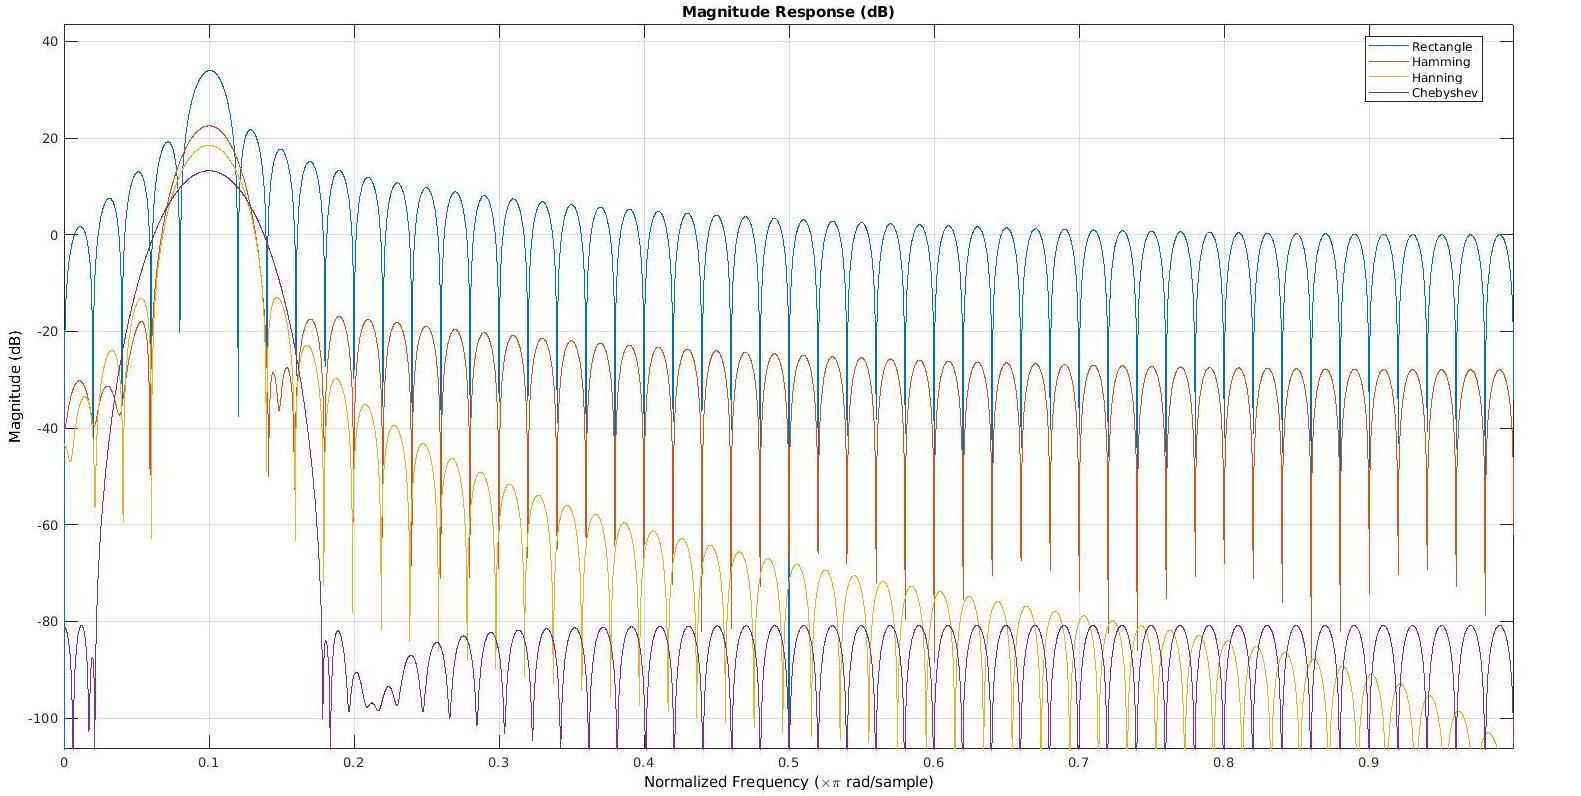 Magnitude Response (dB)
Rectangle
Hamming
Hanning
Chebyshev
40
20
0
-20
-40
-60
-80
-100
Magnitude (dB)
0 0.1 0.2 0.3 0.4 0.5 0.6 0.7 0.8 0.9
Normalized Frequency (×π rad/sample)